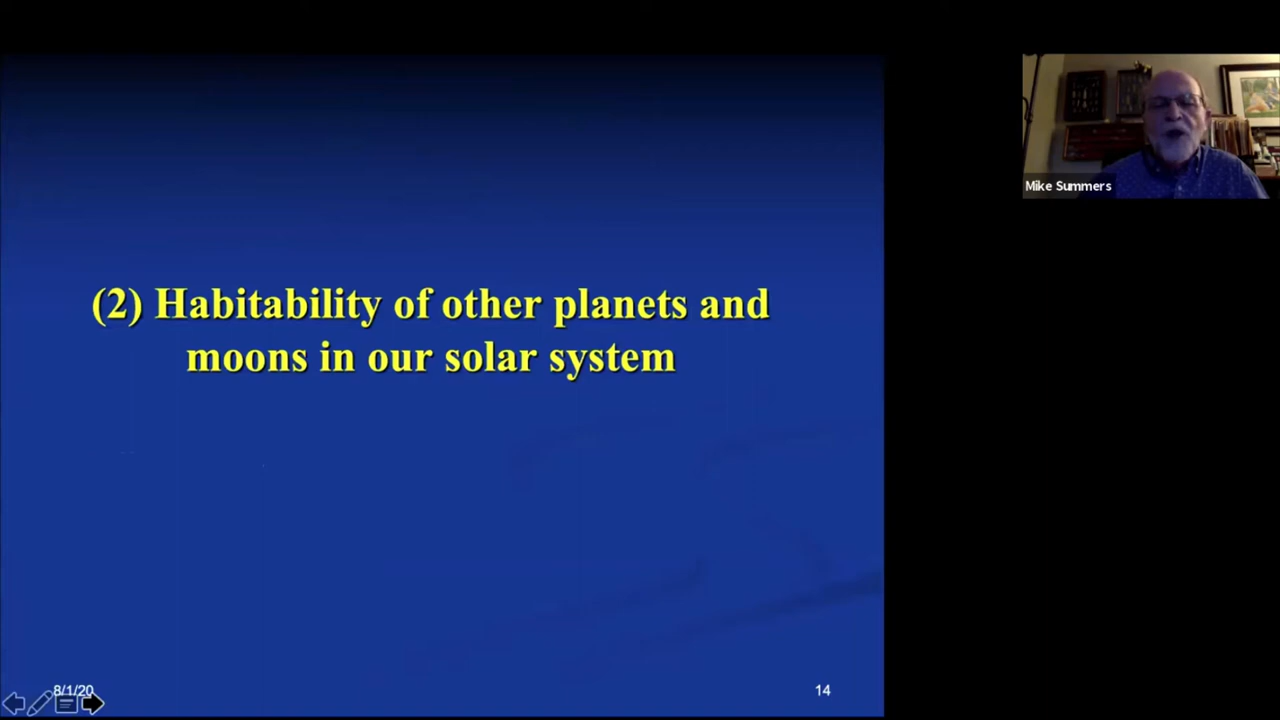 (2) Habitability of other planets and
moons in our solar system
Mike Summers
8/1/20
14